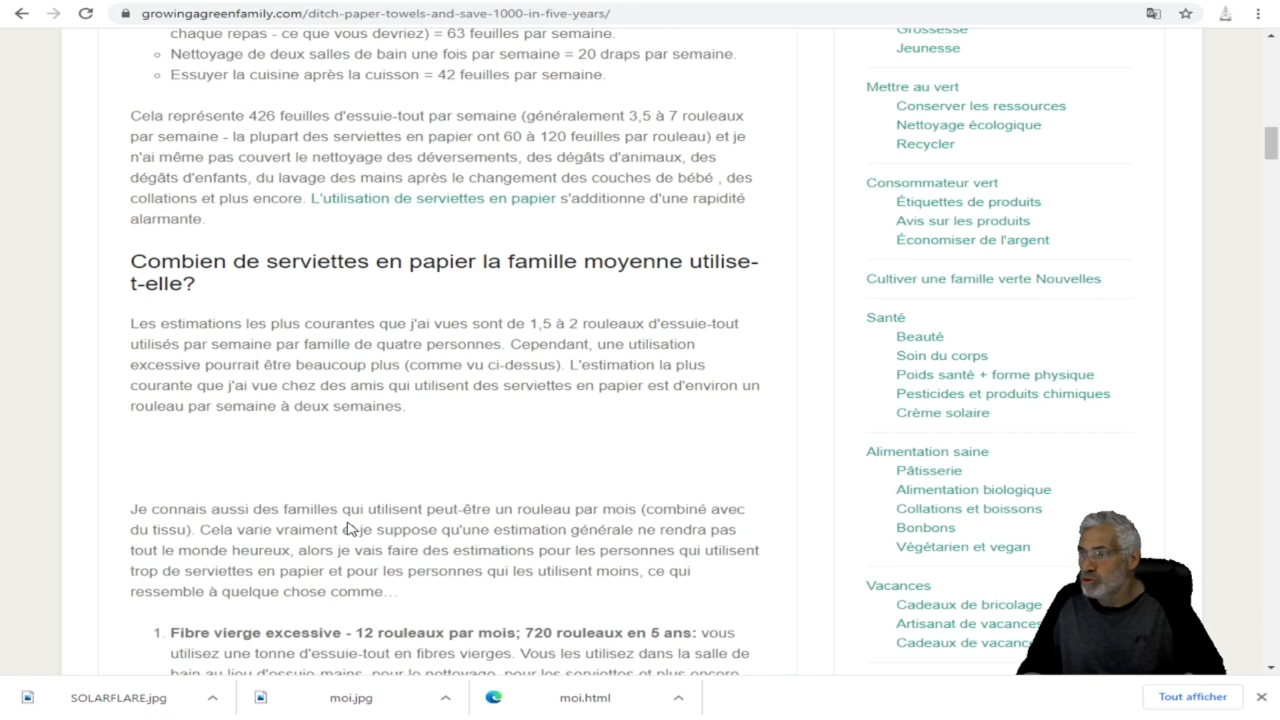 growingagreenfamily.com/ditch-paper-towels-and-save-1000-in-five-years/
chaque repas - ce que vous devriez) = 63 feuilles par semaine.
Nettoyage de deux salles de bain une fois par semaine = 20 draps par semaine.
Essuyer la cuisine après la cuisson = 42 feuilles par semaine.
Cela représente 426 feuilles d'essuie-tout par semaine (généralement 3,5 à 7 rouleaux
par semaine - la plupart des serviettes en papier ont 60 à 120 feuilles par rouleau) et je
n'ai même pas couvert le nettoyage des déversements, des dégâts d'animaux, des
dégâts d'enfants, du lavage des mains après le changement des couches de bébé , des
collations et plus encore. L'utilisation de serviettes en papier s'additionne d'une rapidité
alarmante.
Combien de serviettes en papier la famille moyenne utilise-
t-elle?
Les estimations les plus courantes que j'ai vues sont de 1,5 à 2 rouleaux d'essuie-tout
utilisés par semaine par famille de quatre personnes. Cependant, une utilisation
excessive pourrait être beaucoup plus (comme vu ci-dessus). L'estimation la plus
courante que j'ai vue chez des amis qui utilisent des serviettes en papier est d'environ un
rouleau par semaine à deux semaines.
Je connais aussi des familles qui utilisent peut-être un rouleau par mois (combiné avec
du tissu). Cela varie vraiment je suppose qu'une estimation générale ne rendra pas
tout le monde heureux, alors je vais faire des estimations pour les personnes qui utilisent
trop de serviettes en papier et pour les personnes qui les utilisent moins, ce qui
ressemble à quelque chose comme…
1. Fibre vierge excessive - 12 rouleaux par mois; 720 rouleaux en 5 ans: vous
utilisez une tonne d'essuie-tout en fibres vierges. Vous les utilisez dans la salle de
bain au lieu d'essuie-mains, pour le nettoyage, pour les serviettes et plus encore
Grossesse
Jeunesse
Mettre au vert
Conserver les ressources
Nettoyage écologique
Recycler
Consommateur vert
Étiquettes de produits
Avis sur les produits
Économiser de l'argent
Cultiver une famille verte Nouvelles
Santé
Beauté
Soin du corps
Poids santé + forme physique
Pesticides et produits chimiques
Crème solaire
Alimentation saine
Pâtisserie
Alimentation biologique
Collations et boissons
Bonbons
Végétarien et vegan
Vacances
Cadeaux de bricolage
Artisanat de vacances
Cadeaux de vacanc
SOLARFLARE.jpg
moi.jpg
moi.html
Tout afficher